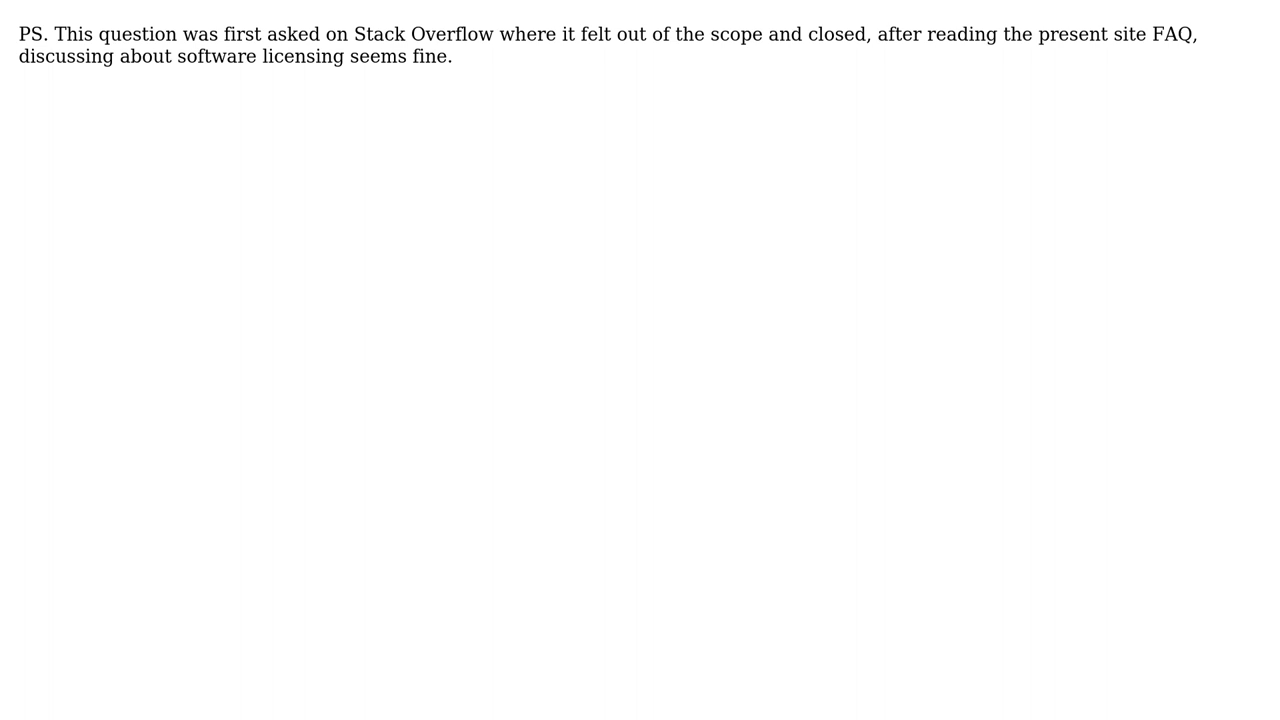 PS. This question was first asked on Stack Overflow where it felt out of the scope and closed, after reading the present site FAQ,
discussing about software licensing seems fine.